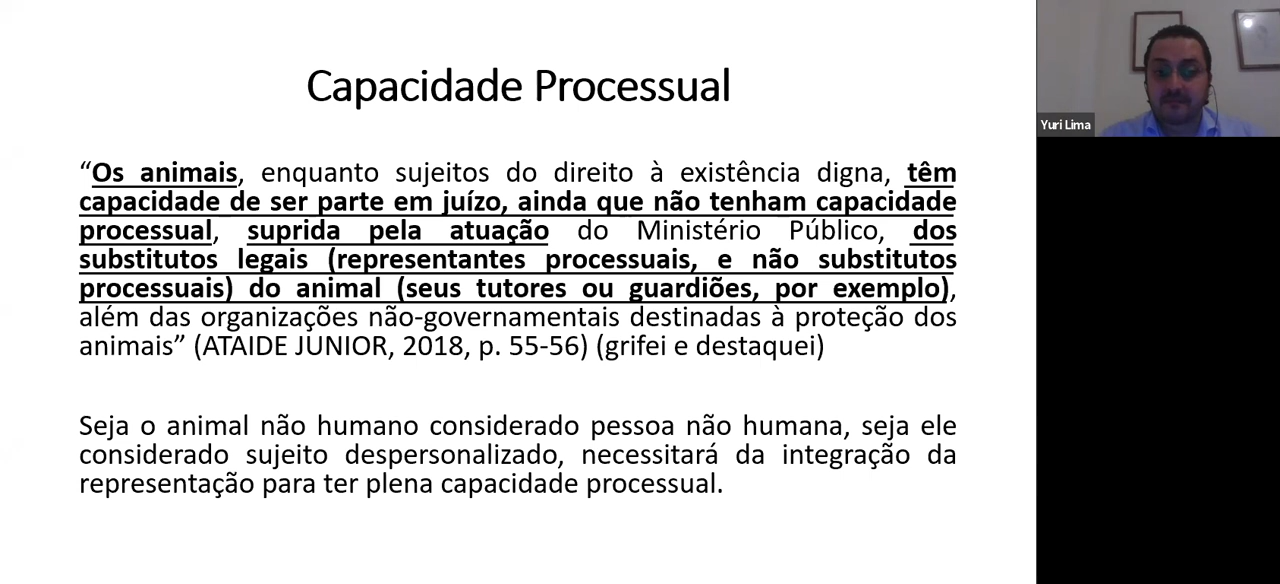 Capacidade Processual
“Os animais, enquanto sujeitos do direito à existência digna, têm
capacidade de ser parte em juízo, ainda que não tenham capacidade
processual, suprida pela atuação do Ministério Público, dos
substitutos legais (representantes processuais, e não substitutos
processuais) do animal (seus tutores ou guardiões, por exemplo),
além das organizações não-governamentais destinadas à proteção dos
animais” (ATAIDE JUNIOR, 2018, p. 55-56) (grifei e destaquei)
Seja o animal não humano considerado pessoa não humana, seja ele
considerado sujeito despersonalizado, necessitará da integração da
representação para ter plena capacidade processual.
Yuri Lima